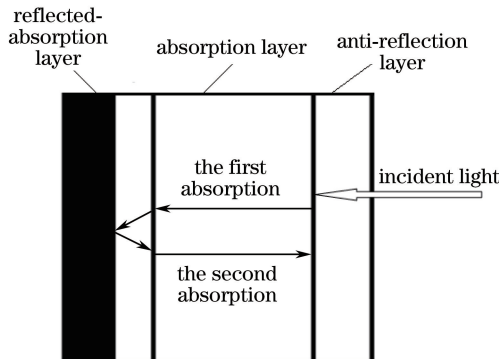 reflected-
absorption
layer
absorption layer
anti-reflection
layer
the first
absorption
incident light
the second
absorption